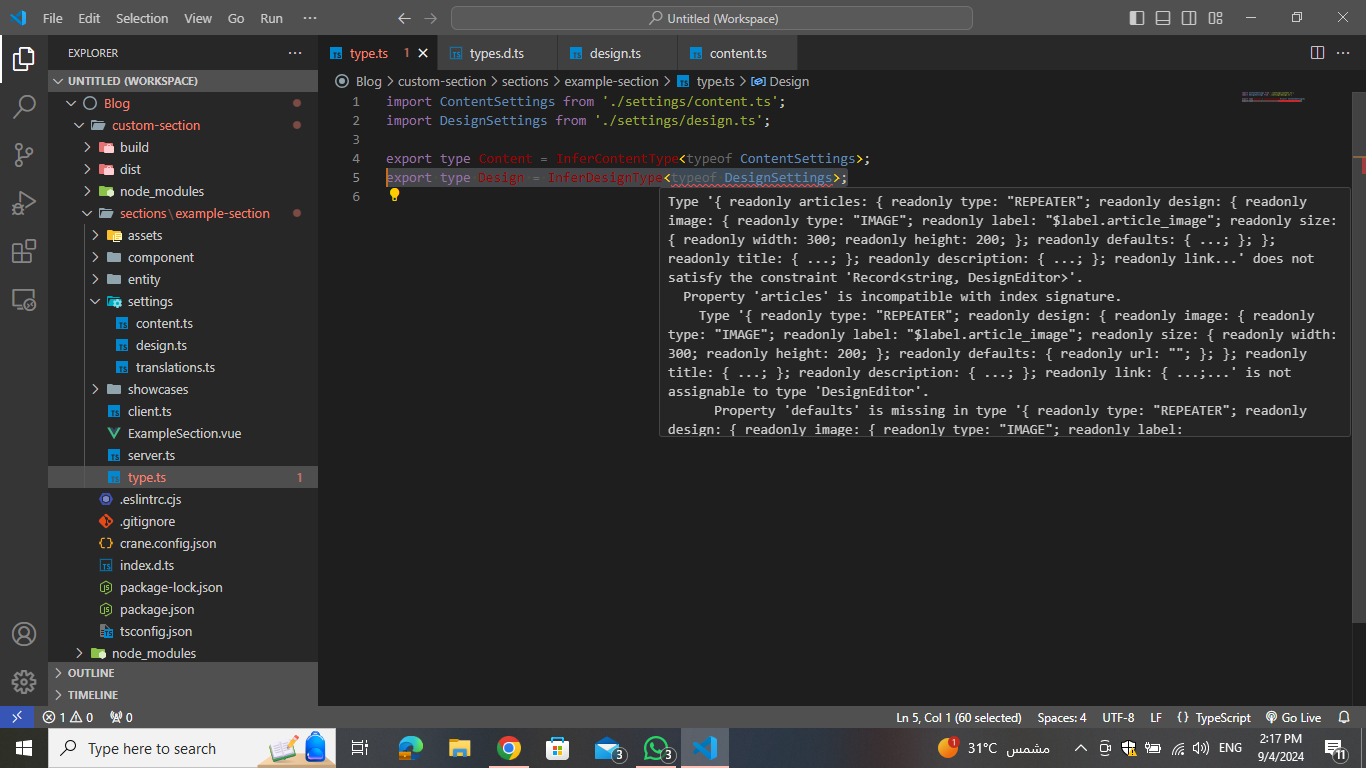 File Edit Selection View Go Run ···
Untitled (Workspace)
EXPLORER ···
type.ts 1
types.d.ts
design.ts
content.ts
UNTITLED (WORKSPACE)
Blog > custom-section > sections > example-section > type.ts > Design
Blog
custom-section
build
dist
node_modules
sections\example-section
assets
component
entity
settings
content.ts
design.ts
translations.ts
showcases
client.ts
ExampleSection.vue
server.ts
type.ts 1
.eslintrc.cjs
.gitignore
crane.config.json
index.d.ts
package-lock.json
package.json
tsconfig.json
node_modules
OUTLINE
TIMELINE
1 import ContentSettings from './settings/content.ts';
2 import DesignSettings from './settings/design.ts';
3
4 export type Content = InferContentType<typeof ContentSettings>;
5 export type Design = InferDesignType<typeof DesignSettings>;
6
Type '{ readonly articles: { readonly type: "REPEATER"; readonly design: { readonly
image: { readonly type: "IMAGE"; readonly label: "$label.article_image"; readonly size:
{ readonly width: 300; readonly height: 200; }; readonly defaults: { ...; }; };
readonly title: { ...; }; readonly description: { ...; }; readonly link...' does not
satisfy the constraint 'Record<string, DesignEditor>'.
Property 'articles' is incompatible with index signature.
Type '{ readonly type: "REPEATER"; readonly design: { readonly image: { readonly
type: "IMAGE"; readonly label: "$label.article_image"; readonly size: { readonly width:
300; readonly height: 200; }; readonly defaults: { readonly url: ""; }; }; readonly
title: { ...; }; readonly description: { ...; }; readonly link: { ...;...' is not
assignable to type 'DesignEditor'.
Property 'defaults' is missing in type '{ readonly type: "REPEATER"; readonly
design: { readonly image: { readonly type: "IMAGE"; readonly label:
1 0 0
Ln 5, Col 1 (60 selected) Spaces: 4 UTF-8 LF {} TypeScript Go Live
Type here to search
3
3
1
31°C مشمس
ENG
2:17 PM
9/4/2024
11